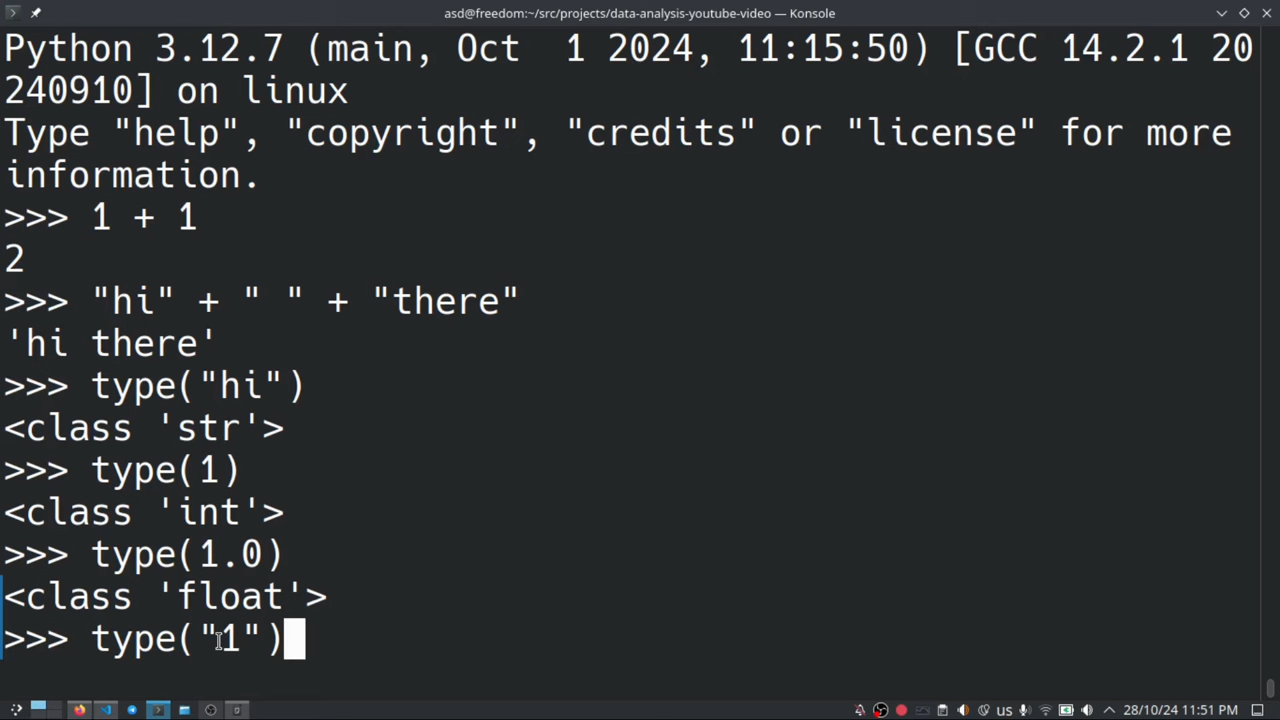 asd@freedom:~/src/projects/data-analysis-youtube-video — Konsole
Python 3.12.7 (main, Oct  1 2024, 11:15:50) [GCC 14.2.1 20
240910] on linux
Type "help", "copyright", "credits" or "license" for more
information.
>>> 1 + 1
2
>>> "hi" + " " + "there"
'hi there'
>>> type("hi")
<class 'str'>
>>> type(1)
<class 'int'>
>>> type(1.0)
<class 'float'>
>>> type("1")
us 28/10/24 11:51 PM